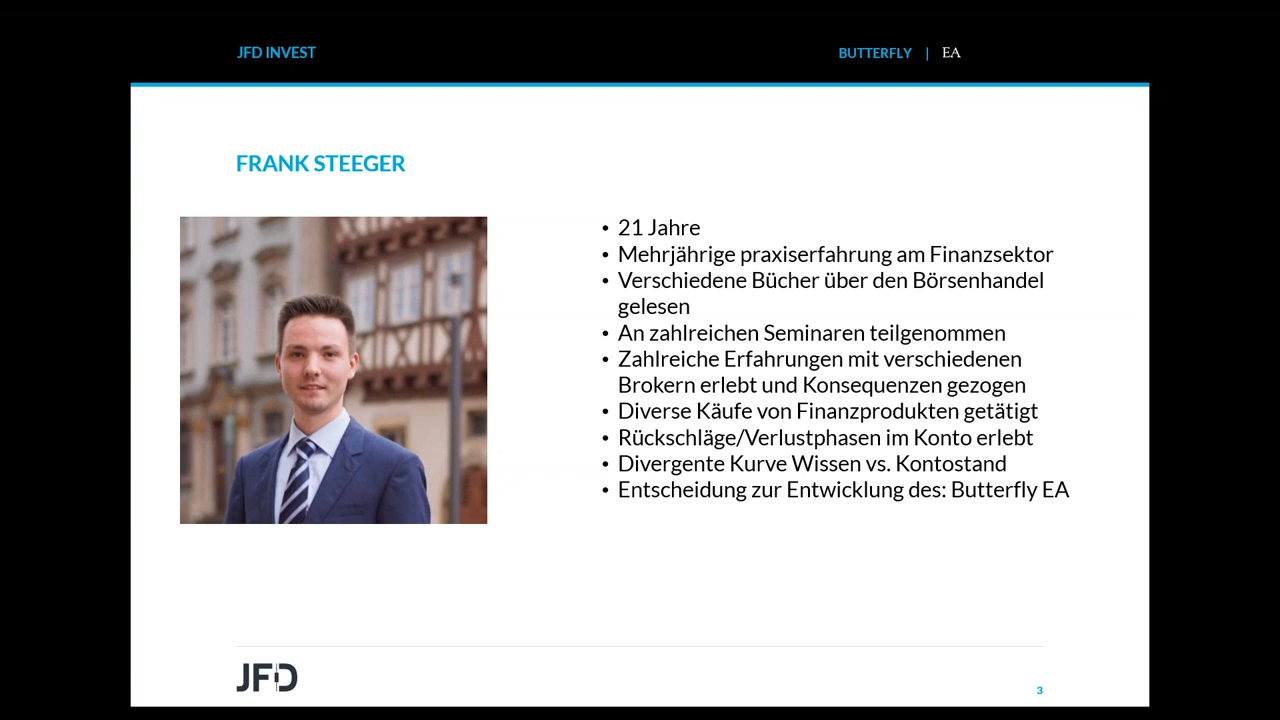 JFD INVEST
BUTTERFLY | EA
FRANK STEEGER
• 21 Jahre
• Mehrjährige praxiserfahrung am Finanzsektor
• Verschiedene Bücher über den Börsenhandel
gelesen
• An zahlreichen Seminaren teilgenommen
• Zahlreiche Erfahrungen mit verschiedenen
Brokern erlebt und Konsequenzen gezogen
• Diverse Käufe von Finanzprodukten getätigt
• Rückschläge/Verlustphasen im Konto erlebt
• Divergente Kurve Wissen vs. Kontostand
• Entscheidung zur Entwicklung des: Butterfly EA
JFD
3